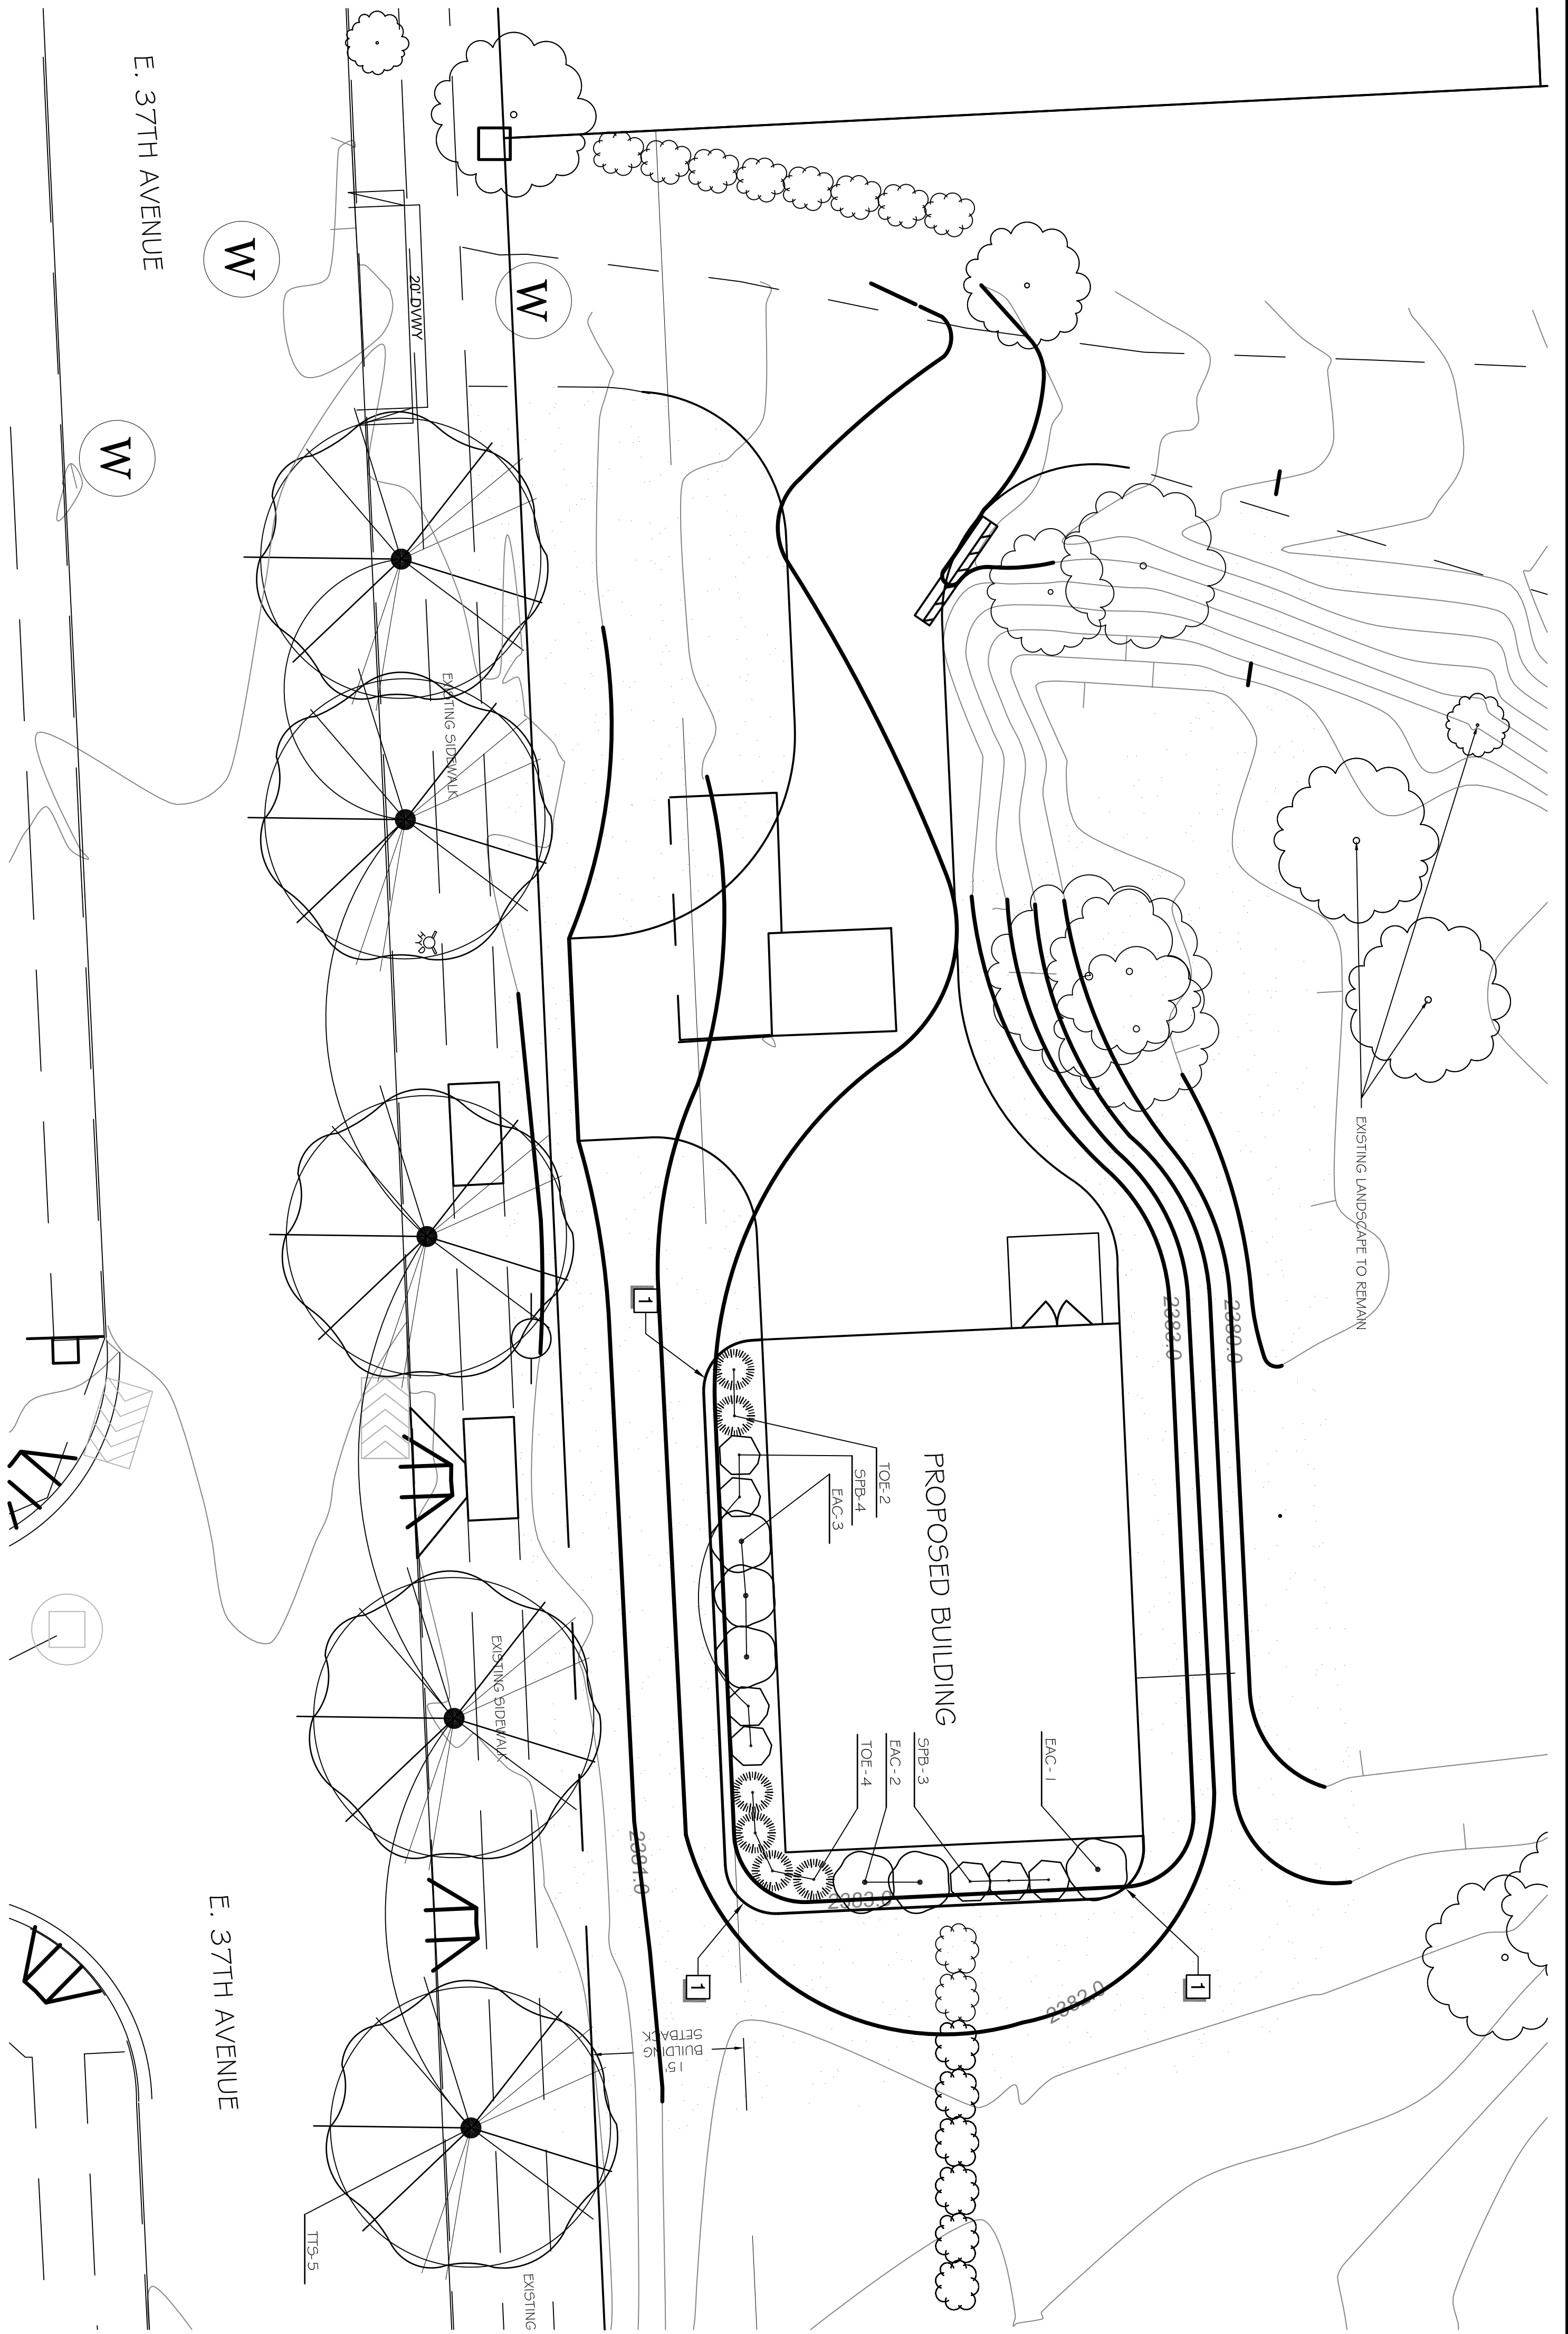 E. 37TH AVENUE
W
W
W
20' DVWY
EXISTING SIDEWALK
EXISTING LANDSCAPE TO REMAIN
2383.0
2380.0
1
TOE-2
SPB-4
EAC-3
PROPOSED BUILDING
EXISTING SIDEWALK
TOE-4
EAC-2
SPB-3
EAC-1
2381.0
2383.0
1
1
2382.0
15'
BUILDING
SETBACK
E. 37TH AVENUE
TTS-5
EXISTING